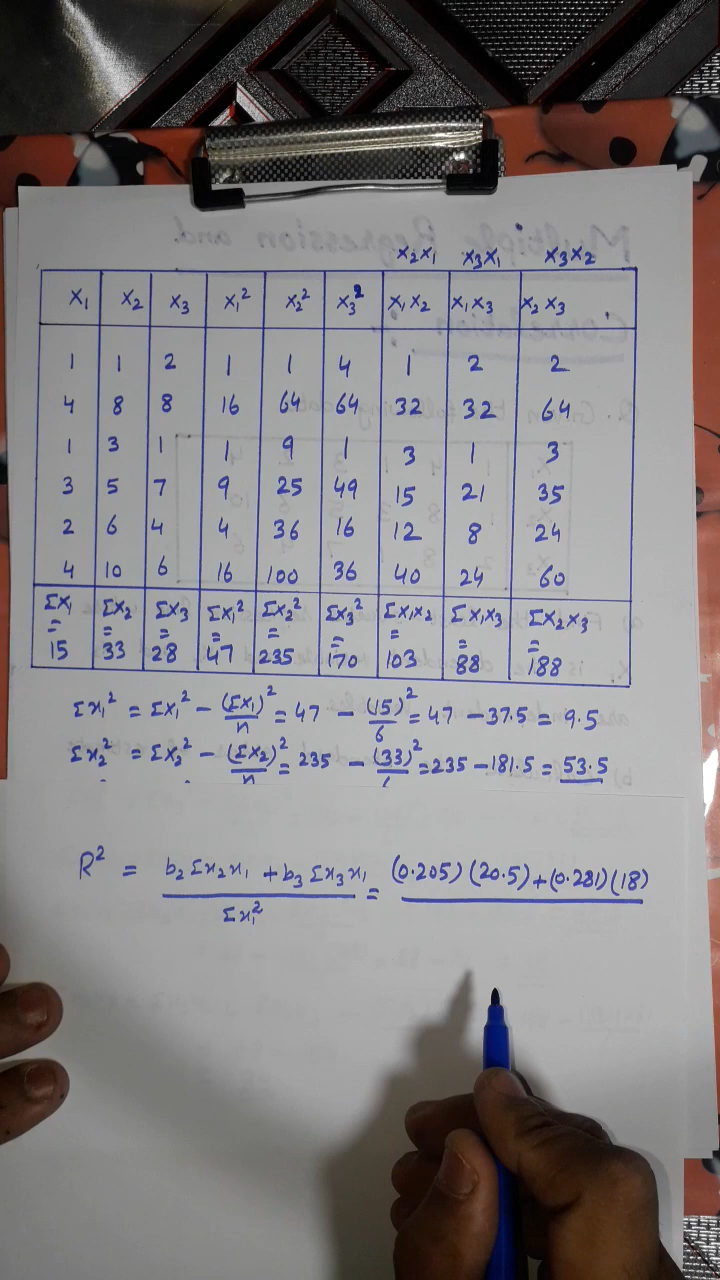 X₂X₁ X₃X₁ X₃X₂
X₁ X₂ X₃ X₁² X₂² X₃² X₁X₂ X₁X₃ X₂X₃
1 1 2 1 1 4 1 2 2
4 8 8 16 64 64 32 32 64
1 3 1 1 9 1 3 1 3
3 5 7 9 25 49 15 21 35
2 6 4 4 36 16 12 8 24
4 10 6 16 100 36 40 24 60
ΣX₁ ΣX₂ ΣX₃ ΣX₁² ΣX₂² ΣX₃² ΣX₁X₂ ΣX₁X₃ ΣX₂X₃
= = = = = = = = =
15 33 28 47 235 170 103 88 188
Σx₁² = ΣX₁² - (ΣX₁)²/n = 47 - (15)²/6 = 47 - 37.5 = 9.5
Σx₂² = ΣX₂² - (ΣX₂)²/n = 235 - (33)²/6 = 235 - 181.5 = 53.5
R² = b₂Σx₂x₁ + b₃Σx₃x₁ / Σx₁² = (0.205)(20.5)+(0.281)(18)